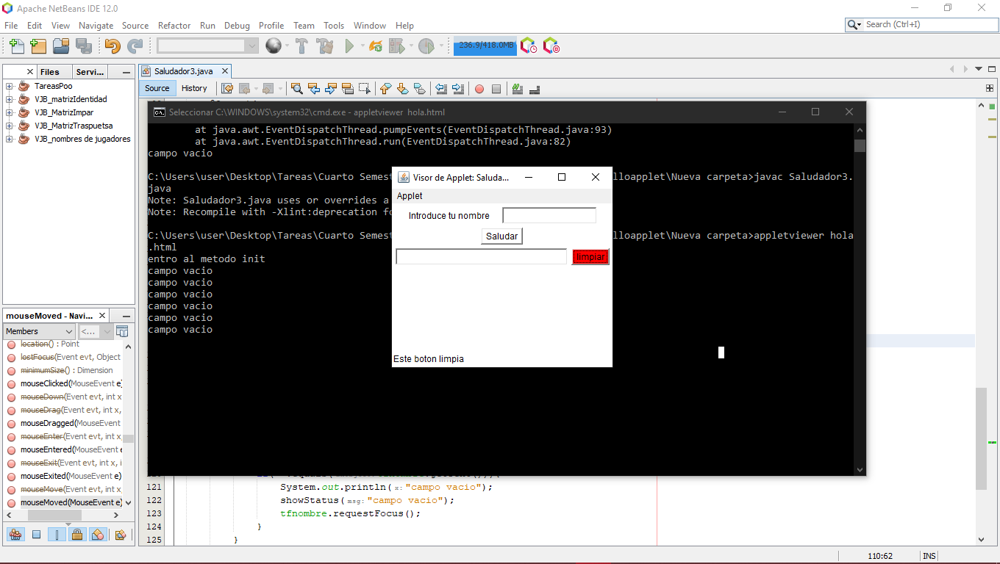 Apache NetBeans IDE 12.0
File Edit View Navigate Source Refactor Run Debug Profile Team Tools Window Help
Search (Ctrl+I)
236.9/418.0MB
Files Servi...
TareasPoo
VJB_matrizIdentidad
VJB_MatrizImpar
VJB_MatrizTraspuetsa
VJB_nombres de jugadores
Saludador3.java
Source History
Seleccionar C:\WINDOWS\system32\cmd.exe - appletviewer hola.html
at java.awt.EventDispatchThread.pumpEvents(EventDispatchThread.java:93)
at java.awt.EventDispatchThread.run(EventDispatchThread.java:82)
campo vacio
C:\Users\user\Desktop\Tareas\Cuarto Semest lloapplet\Nueva carpeta>javac Saludador3.
java
Note: Saludador3.java uses or overrides a
Note: Recompile with -Xlint:deprecation fo
C:\Users\user\Desktop\Tareas\Cuarto Semest lloapplet\Nueva carpeta>appletviewer hola
.html
entro al metodo init
campo vacio
campo vacio
campo vacio
campo vacio
campo vacio
campo vacio
Visor de Applet: Saluda...
Applet
Introduce tu nombre
Saludar
limpiar
Este boton limpia
mouseMoved - Navi...
Members <...
location() : Point
lostFocus(Event evt, Object
minimumSize() : Dimension
mouseClicked(MouseEvent e)
mouseDown(Event evt, int x
mouseDrag(Event evt, int x,
mouseDragged(MouseEvent
mouseEnter(Event evt, int x
mouseEntered(MouseEvent e
mouseExit(Event evt, int x, i
mouseExited(MouseEvent e)
mouseMove(Event evt, int x,
mouseMoved(MouseEvent e)
121 System.out.println(x: "campo vacio");
122 showStatus(msg: "campo vacio");
123 tfnombre.requestFocus();
124 }
125 }
110:62 INS